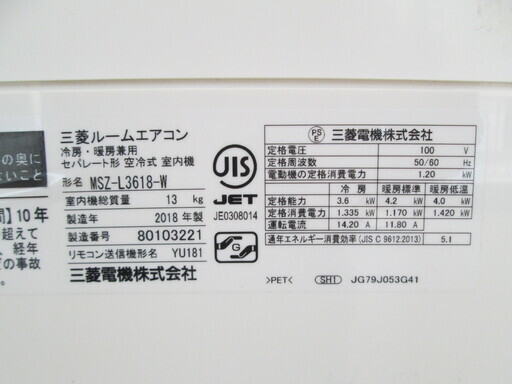 の奥に
ないこと
間】10年
超えて
経年
どの事故
三菱ルームエアコン
冷房・暖房兼用
セパレート形 空冷式 室内機
形名 MSZ-L3618-W
室内機総質量 13 kg
製造年 2018 年製
製造番号 80103221
リモコン送信機形名 YU181
三菱電機株式会社
JIS
JET
JE0308014
PS E 三菱電機株式会社
定格電圧 100 V
定格周波数 50/60 Hz
電動機の定格消費電力 1.20 kW
冷 房 暖房標準 暖房低温
定格能力 3.6 kW 4.2 kW 4.0 kW
定格消費電力 1.335 kW 1.170 kW 1.420 kW
運転電流 14.20 A 11.80 A
通年エネルギー消費効率(JIS C 9612:2013) 5.1
>PET< SH1 JG79J053G41